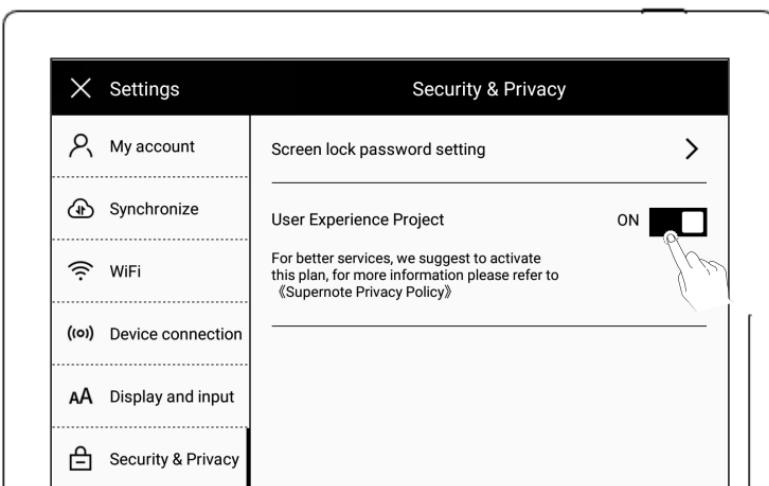 Settings
Security & Privacy
My account
Synchronize
WiFi
Device connection
AA Display and input
Security & Privacy
Screen lock password setting
User Experience Project
ON
For better services, we suggest to activate
this plan, for more information please refer to
《Supernote Privacy Policy》